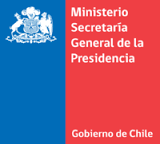 Ministerio
Secretaría
General de la
Presidencia
Gobierno de Chile